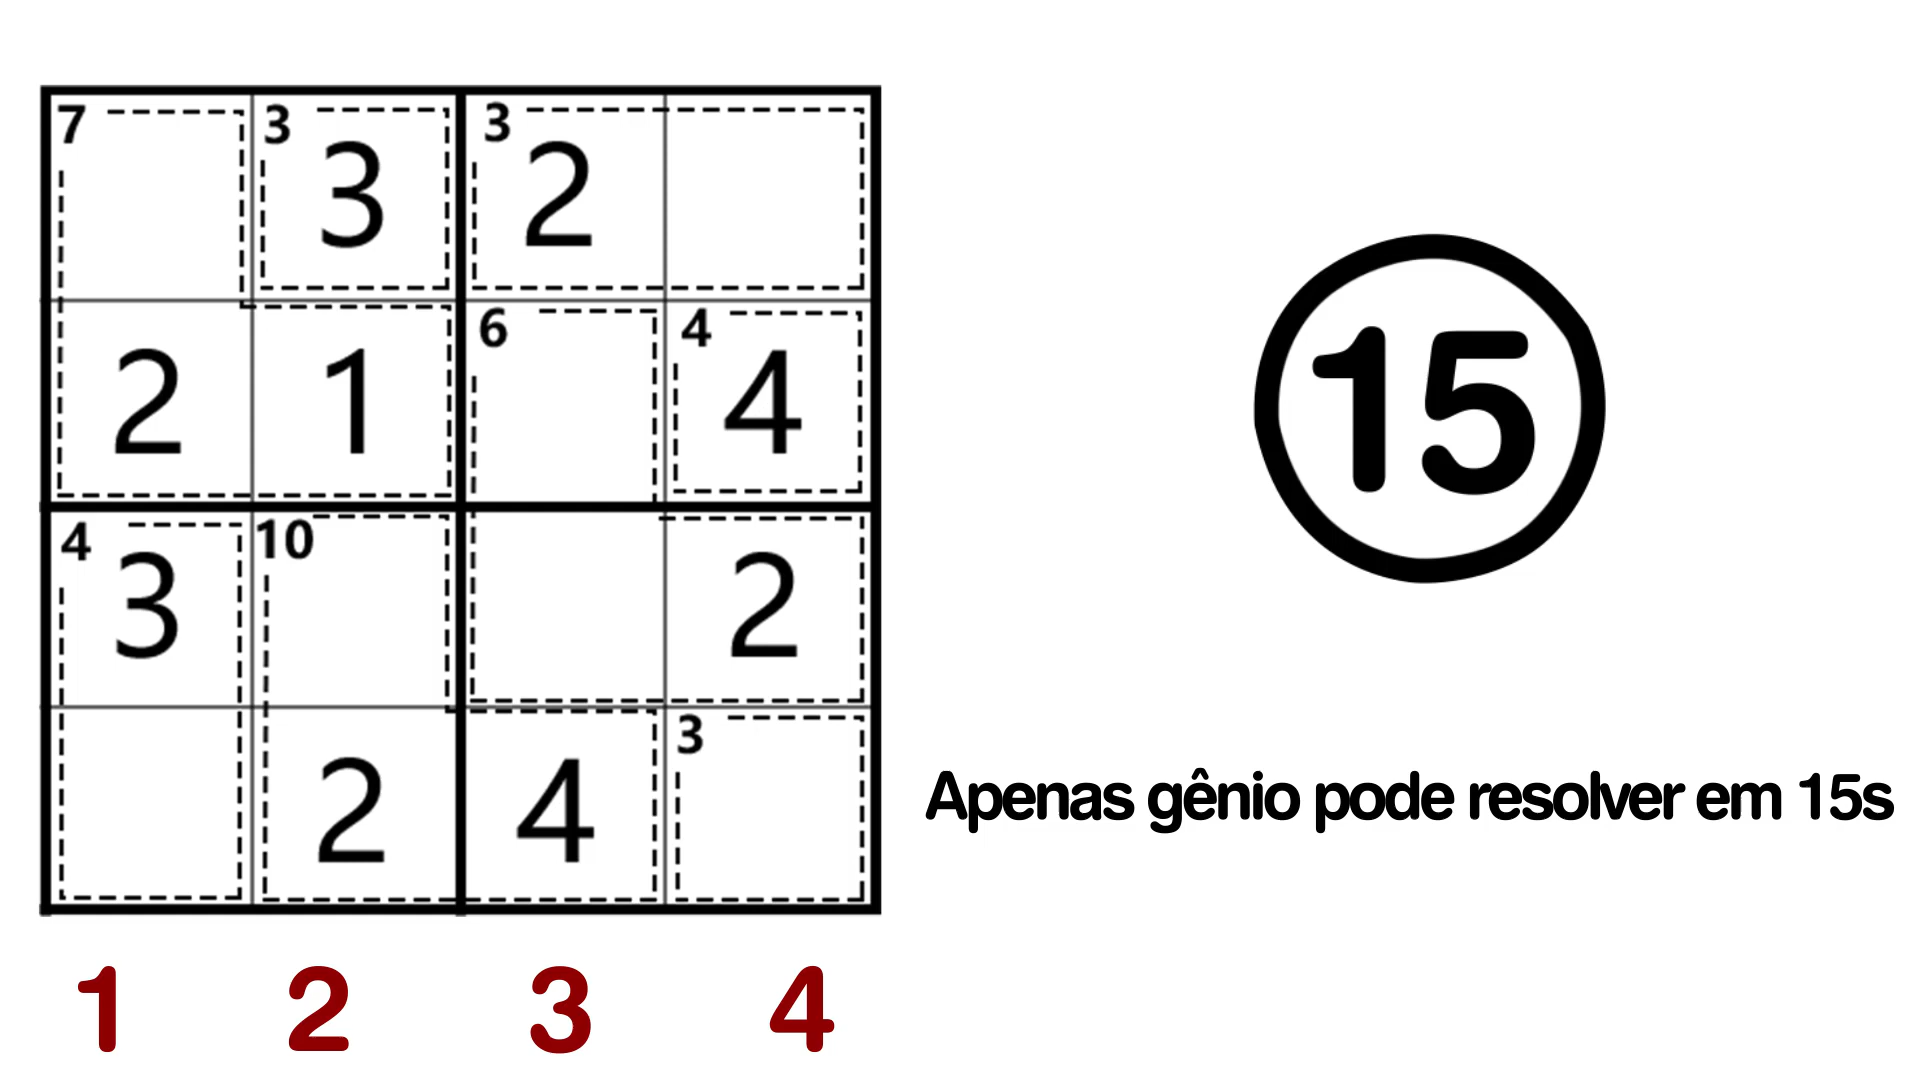 7 3 3 3 2
2 1 6 4 4
4 3 10 2
2 4 3
1 2 3 4
15
Apenas gênio pode resolver em 15s